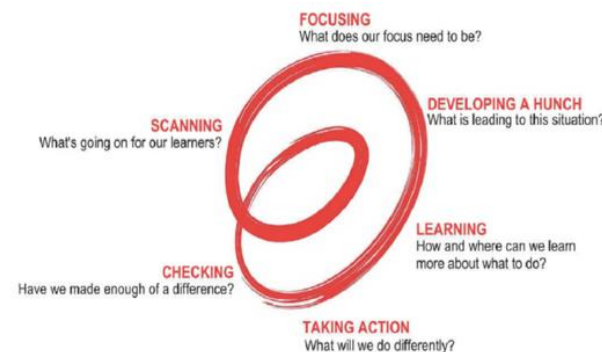 FOCUSING
What does our focus need to be?
DEVELOPING A HUNCH
What is leading to this situation?
SCANNING
What's going on for our learners?
LEARNING
How and where can we learn
more about what to do?
CHECKING
Have we made enough of a difference?
TAKING ACTION
What will we do differently?